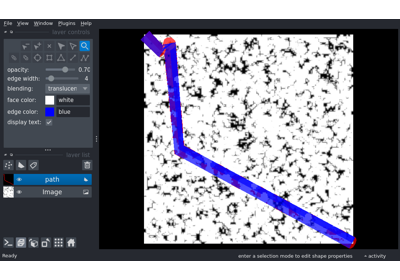 File View Window Plugins Help
layer controls
opacity: 0.70
edge width: 4
blending: translucen
face color: white
edge color: blue
display text:
layer list
path
Image
Ready enter a selection mode to edit shape properties activity